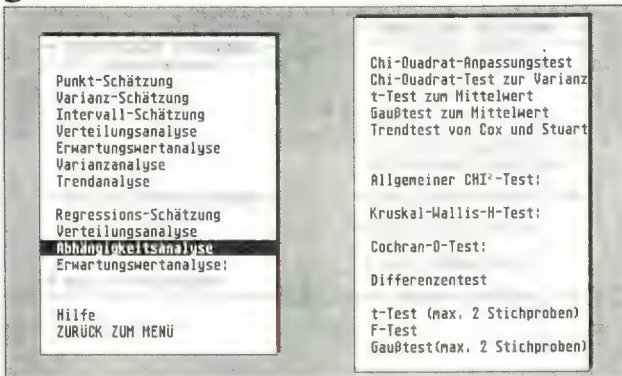 Punkt-Schätzung
Varianz-Schätzung
Intervall-Schätzung
Verteilungsanalyse
Erwartungswertanalyse
Varianzanalyse
Trendanalyse
Regressions-Schätzung
Verteilungsanalyse
Abhängigkeitsanalyse
Erwartungswertanalyse:
Hilfe
ZURÜCK ZUM MENÜ
Chi-Quadrat-Anpassungstest
Chi-Quadrat-Test zur Varianz
t-Test zum Mittelwert
Gaußtest zum Mittelwert
Trendtest von Cox und Stuart
Allgemeiner CHI²-Test:
Kruskal-Wallis-H-Test:
Cochran-Q-Test:
Differenzentest
t-Test (max. 2 Stichproben)
F-Test
Gaußtest(max. 2 Stichproben)